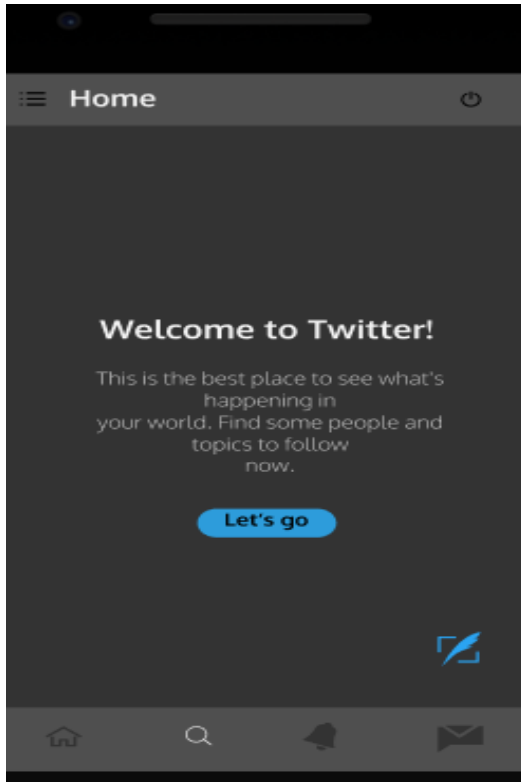 Home
Welcome to Twitter!
This is the best place to see what's
happening in
your world. Find some people and
topics to follow
now.
Let's go